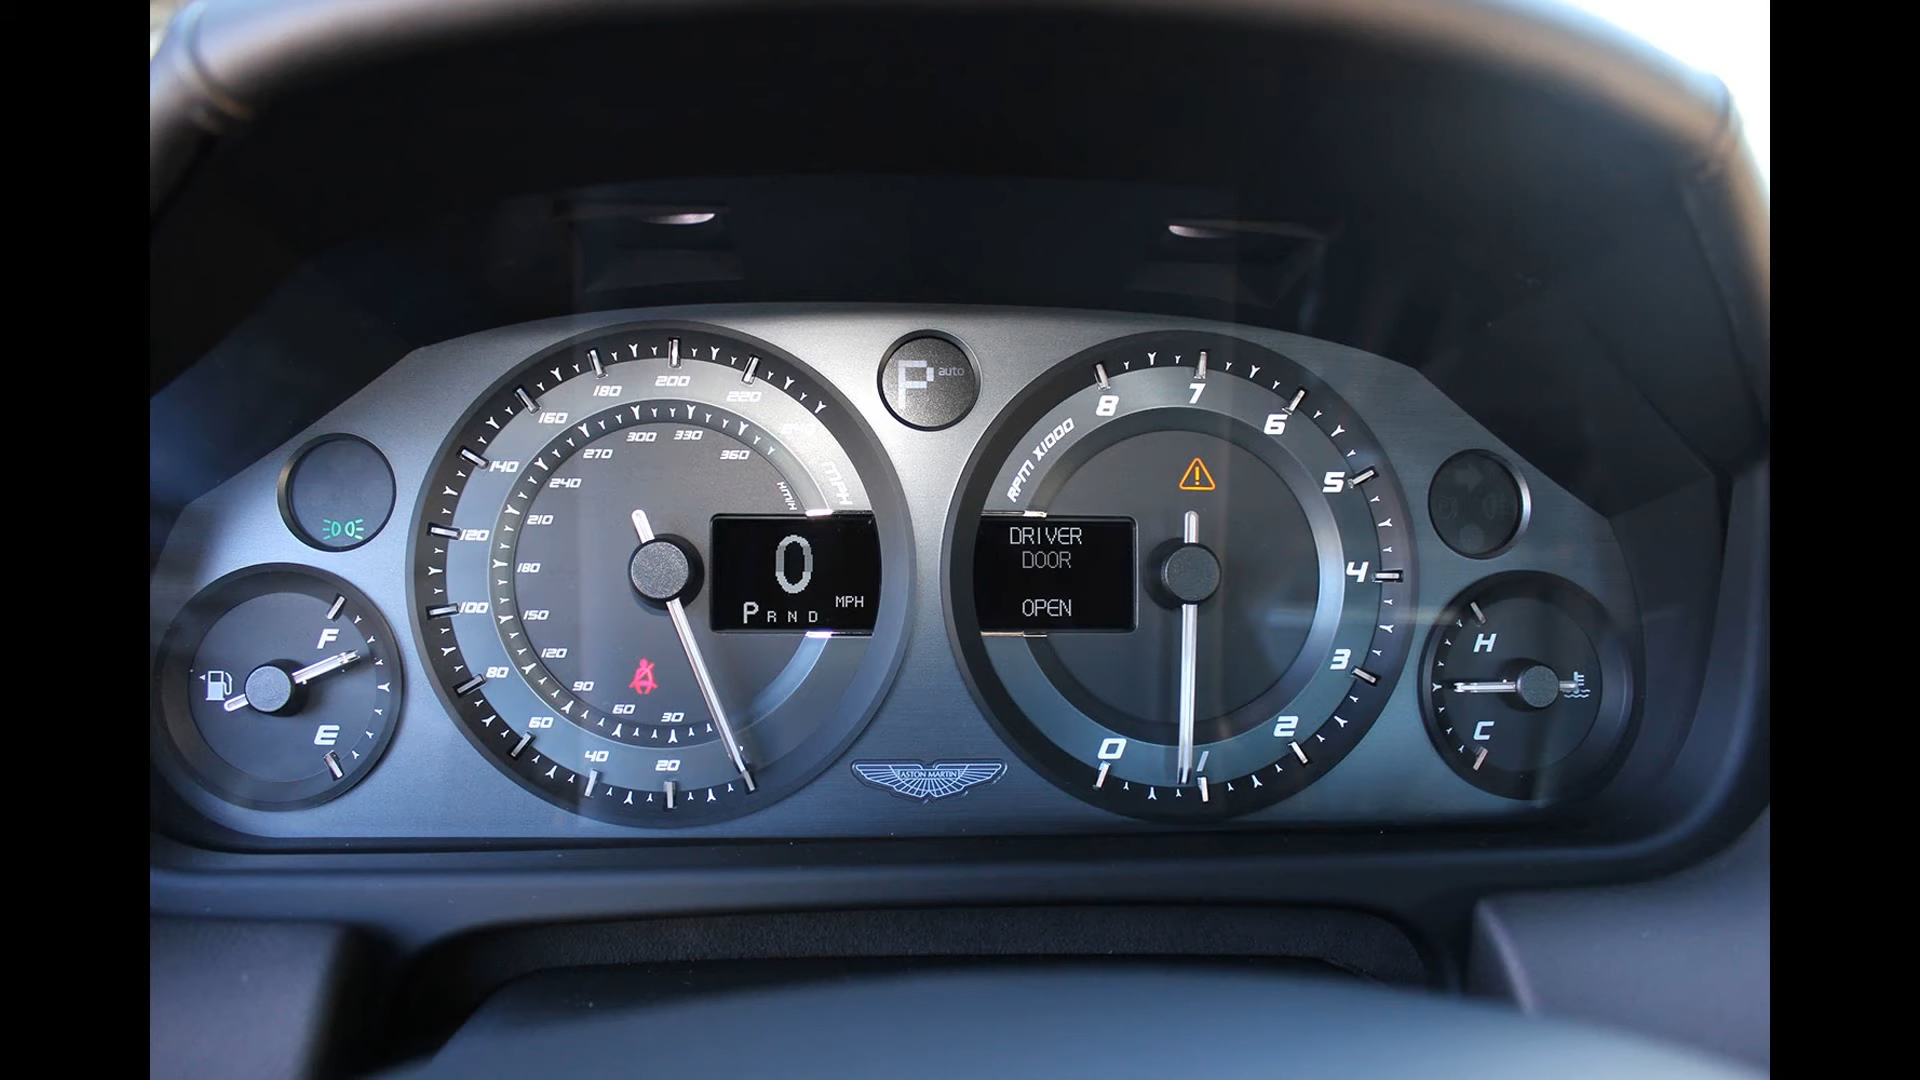 P auto
220
200
180
160
140
120
100
80
60
40
20
MPH
360
330
300
270
240
210
180
150
120
90
60
30
KM/H
0
MPH
P R N D
F
E
ASTON MARTIN
RPM X1000
8
7
6
5
4
3
2
1
0
DRIVER
DOOR
OPEN
H
C